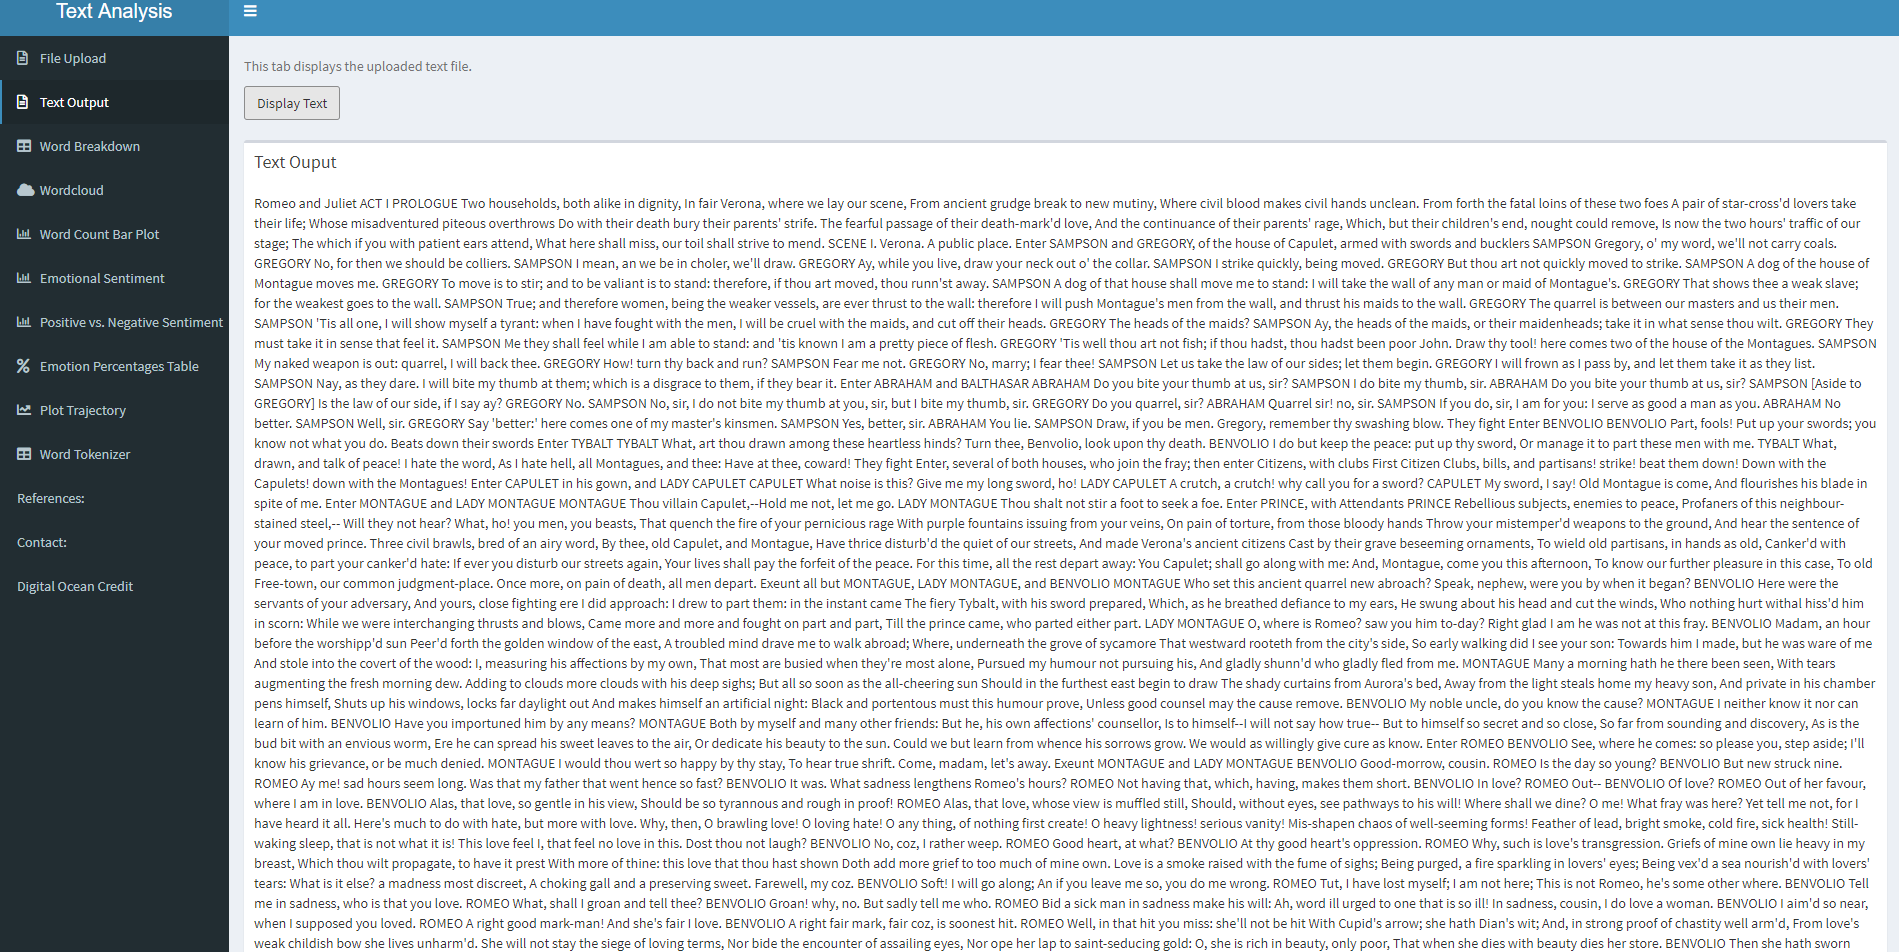 Text Analysis
File Upload
Text Output
Word Breakdown
Wordcloud
Word Count Bar Plot
Emotional Sentiment
Positive vs. Negative Sentiment
Emotion Percentages Table
Plot Trajectory
Word Tokenizer
References:
Contact:
Digital Ocean Credit
This tab displays the uploaded text file.
Display Text
Text Ouput
Romeo and Juliet ACT I PROLOGUE Two households, both alike in dignity, In fair Verona, where we lay our scene, From ancient grudge break to new mutiny, Where civil blood makes civil hands unclean. From forth the fatal loins of these two foes A pair of star-cross'd lovers take
their life; Whose misadventured piteous overthrows Do with their death bury their parents' strife. The fearful passage of their death-mark'd love, And the continuance of their parents' rage, Which, but their children's end, nought could remove, Is now the two hours' traffic of our
stage; The which if you with patient ears attend, What here shall miss, our toil shall strive to mend. SCENE I. Verona. A public place. Enter SAMPSON and GREGORY, of the house of Capulet, armed with swords and bucklers SAMPSON Gregory, o' my word, we'll not carry coals.
GREGORY No, for then we should be colliers. SAMPSON I mean, an we be in choler, we'll draw. GREGORY Ay, while you live, draw your neck out o' the collar. SAMPSON I strike quickly, being moved. GREGORY But thou art not quickly moved to strike. SAMPSON A dog of the house of
Montague moves me. GREGORY To move is to stir; and to be valiant is to stand: therefore, if thou art moved, thou runn'st away. SAMPSON A dog of that house shall move me to stand: I will take the wall of any man or maid of Montague's. GREGORY That shows thee a weak slave;
for the weakest goes to the wall. SAMPSON True; and therefore women, being the weaker vessels, are ever thrust to the wall: therefore I will push Montague's men from the wall, and thrust his maids to the wall. GREGORY The quarrel is between our masters and us their men.
SAMPSON 'Tis all one, I will show myself a tyrant: when I have fought with the men, I will be cruel with the maids, and cut off their heads. GREGORY The heads of the maids? SAMPSON Ay, the heads of the maids, or their maidenheads; take it in what sense thou wilt. GREGORY They
must take it in sense that feel it. SAMPSON Me they shall feel while I am able to stand: and 'tis known I am a pretty piece of flesh. GREGORY 'Tis well thou art not fish; if thou hadst, thou hadst been poor John. Draw thy tool! here comes two of the house of the Montagues. SAMPSON
My naked weapon is out: quarrel, I will back thee. GREGORY How! turn thy back and run? SAMPSON Fear me not. GREGORY No, marry; I fear thee! SAMPSON Let us take the law of our sides; let them begin. GREGORY I will frown as I pass by, and let them take it as they list.
SAMPSON Nay, as they dare. I will bite my thumb at them; which is a disgrace to them, if they bear it. Enter ABRAHAM and BALTHASAR ABRAHAM Do you bite your thumb at us, sir? SAMPSON I do bite my thumb, sir. ABRAHAM Do you bite your thumb at us, sir? SAMPSON [Aside to
GREGORY] Is the law of our side, if I say ay? GREGORY No. SAMPSON No, sir, I do not bite my thumb at you, sir, but I bite my thumb, sir. GREGORY Do you quarrel, sir? ABRAHAM Quarrel sir! no, sir. SAMPSON If you do, sir, I am for you: I serve as good a man as you. ABRAHAM No
better. SAMPSON Well, sir. GREGORY Say 'better:' here comes one of my master's kinsmen. SAMPSON Yes, better, sir. ABRAHAM You lie. SAMPSON Draw, if you be men. Gregory, remember thy swashing blow. They fight Enter BENVOLIO BENVOLIO Part, fools! Put up your swords; you
know not what you do. Beats down their swords Enter TYBALT TYBALT What, art thou drawn among these heartless hinds? Turn thee, Benvolio, look upon thy death. BENVOLIO I do but keep the peace: put up thy sword, Or manage it to part these men with me. TYBALT What,
drawn, and talk of peace! I hate the word, As I hate hell, all Montagues, and thee: Have at thee, coward! They fight Enter, several of both houses, who join the fray; then enter Citizens, with clubs First Citizen Clubs, bills, and partisans! strike! beat them down! Down with the
Capulets! down with the Montagues! Enter CAPULET in his gown, and LADY CAPULET CAPULET What noise is this? Give me my long sword, ho! LADY CAPULET A crutch, a crutch! why call you for a sword? CAPULET My sword, I say! Old Montague is come, And flourishes his blade in
spite of me. Enter MONTAGUE and LADY MONTAGUE MONTAGUE Thou villain Capulet,--Hold me not, let me go. LADY MONTAGUE Thou shalt not stir a foot to seek a foe. Enter PRINCE, with Attendants PRINCE Rebellious subjects, enemies to peace, Profaners of this neighbour-
stained steel,-- Will they not hear? What, ho! you men, you beasts, That quench the fire of your pernicious rage With purple fountains issuing from your veins, On pain of torture, from those bloody hands Throw your mistemper'd weapons to the ground, And hear the sentence of
your moved prince. Three civil brawls, bred of an airy word, By thee, old Capulet, and Montague, Have thrice disturb'd the quiet of our streets, And made Verona's ancient citizens Cast by their grave beseeming ornaments, To wield old partisans, in hands as old, Canker'd with
peace, to part your canker'd hate: If ever you disturb our streets again, Your lives shall pay the forfeit of the peace. For this time, all the rest depart away: You Capulet; shall go along with me: And, Montague, come you this afternoon, To know our further pleasure in this case, To old
Free-town, our common judgment-place. Once more, on pain of death, all men depart. Exeunt all but MONTAGUE, LADY MONTAGUE, and BENVOLIO MONTAGUE Who set this ancient quarrel new abroach? Speak, nephew, were you by when it began? BENVOLIO Here were the
servants of your adversary, And yours, close fighting ere I did approach: I drew to part them: in the instant came The fiery Tybalt, with his sword prepared, Which, as he breathed defiance to my ears, He swung about his head and cut the winds, Who nothing hurt withal hiss'd him
in scorn: While we were interchanging thrusts and blows, Came more and more and fought on part and part, Till the prince came, who parted either part. LADY MONTAGUE O, where is Romeo? saw you him to-day? Right glad I am he was not at this fray. BENVOLIO Madam, an hour
before the worshipp'd sun Peer'd forth the golden window of the east, A troubled mind drave me to walk abroad; Where, underneath the grove of sycamore That westward rooteth from the city's side, So early walking did I see your son: Towards him I made, but he was ware of me
And stole into the covert of the wood: I, measuring his affections by my own, That most are busied when they're most alone, Pursued my humour not pursuing his, And gladly shunn'd who gladly fled from me. MONTAGUE Many a morning hath he there been seen, With tears
augmenting the fresh morning dew. Adding to clouds more clouds with his deep sighs; But all so soon as the all-cheering sun Should in the furthest east begin to draw The shady curtains from Aurora's bed, Away from the light steals home my heavy son, And private in his chamber
pens himself, Shuts up his windows, locks far daylight out And makes himself an artificial night: Black and portentous must this humour prove, Unless good counsel may the cause remove. BENVOLIO My noble uncle, do you know the cause? MONTAGUE I neither know it nor can
learn of him. BENVOLIO Have you importuned him by any means? MONTAGUE Both by myself and many other friends: But he, his own affections' counsellor, Is to himself--I will not say how true-- But to himself so secret and so close, So far from sounding and discovery, As is the
bud bit with an envious worm, Ere he can spread his sweet leaves to the air, Or dedicate his beauty to the sun. Could we but learn from whence his sorrows grow. We would as willingly give cure as know. Enter ROMEO BENVOLIO See, where he comes: so please you, step aside; I'll
know his grievance, or be much denied. MONTAGUE I would thou wert so happy by thy stay, To hear true shrift. Come, madam, let's away. Exeunt MONTAGUE and LADY MONTAGUE BENVOLIO Good-morrow, cousin. ROMEO Is the day so young? BENVOLIO But new struck nine.
ROMEO Ay me! sad hours seem long. Was that my father that went hence so fast? BENVOLIO It was. What sadness lengthens Romeo's hours? ROMEO Not having that, which, having, makes them short. BENVOLIO In love? ROMEO Out-- BENVOLIO Of love? ROMEO Out of her favour,
where I am in love. BENVOLIO Alas, that love, so gentle in his view, Should be so tyrannous and rough in proof! ROMEO Alas, that love, whose view is muffled still, Should, without eyes, see pathways to his will! Where shall we dine? O me! What fray was here? Yet tell me not, for I
have heard it all. Here's much to do with hate, but more with love. Why, then, O brawling love! O loving hate! O any thing, of nothing first create! O heavy lightness! serious vanity! Mis-shapen chaos of well-seeming forms! Feather of lead, bright smoke, cold fire, sick health! Still-
waking sleep, that is not what it is! This love feel I, that feel no love in this. Dost thou not laugh? BENVOLIO No, coz, I rather weep. ROMEO Good heart, at what? BENVOLIO At thy good heart's oppression. ROMEO Why, such is love's transgression. Griefs of mine own lie heavy in my
breast, Which thou wilt propagate, to have it prest With more of thine: this love that thou hast shown Doth add more grief to too much of mine own. Love is a smoke raised with the fume of sighs; Being purged, a fire sparkling in lovers' eyes; Being vex'd a sea nourish'd with lovers'
tears: What is it else? a madness most discreet, A choking gall and a preserving sweet. Farewell, my coz. BENVOLIO Soft! I will go along; An if you leave me so, you do me wrong. ROMEO Tut, I have lost myself; I am not here; This is not Romeo, he's some other where. BENVOLIO Tell
me in sadness, who is that you love. ROMEO What, shall I groan and tell thee? BENVOLIO Groan! why, no. But sadly tell me who. ROMEO Bid a sick man in sadness make his will: Ah, word ill urged to one that is so ill! In sadness, cousin, I do love a woman. BENVOLIO I aim'd so near,
when I supposed you loved. ROMEO A right good mark-man! And she's fair I love. BENVOLIO A right fair mark, fair coz, is soonest hit. ROMEO Well, in that hit you miss: she'll not be hit With Cupid's arrow; she hath Dian's wit; And, in strong proof of chastity well arm'd, From love's
weak childish bow she lives unharm'd. She will not stay the siege of loving terms, Nor bide the encounter of assailing eyes, Nor ope her lap to saint-seducing gold: O, she is rich in beauty, only poor, That when she dies with beauty dies her store. BENVOLIO Then she hath sworn